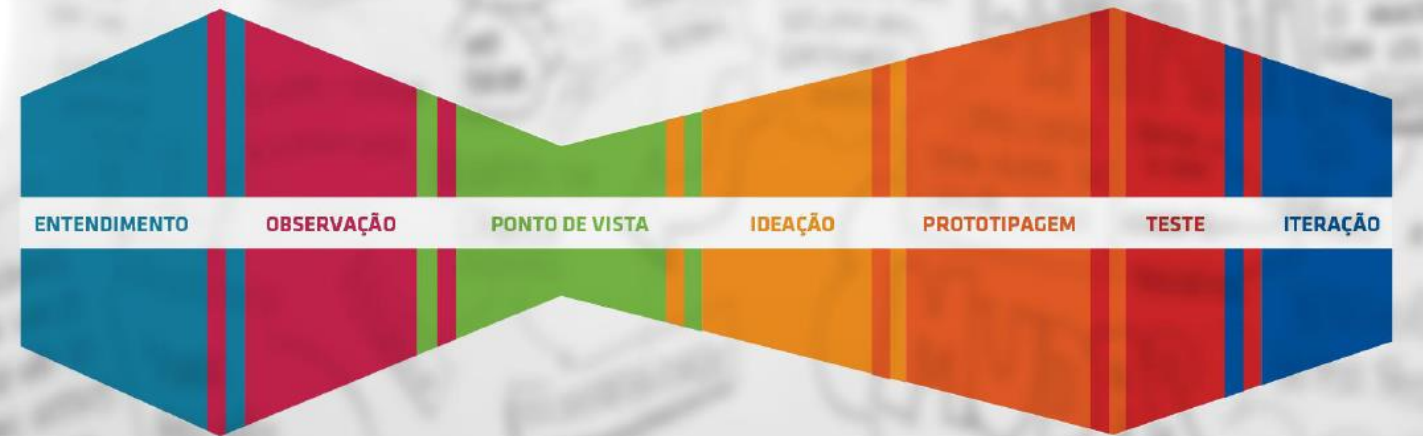 ENTENDIMENTO OBSERVAÇÃO PONTO DE VISTA IDEAÇÃO PROTOTIPAGEM TESTE ITERAÇÃO